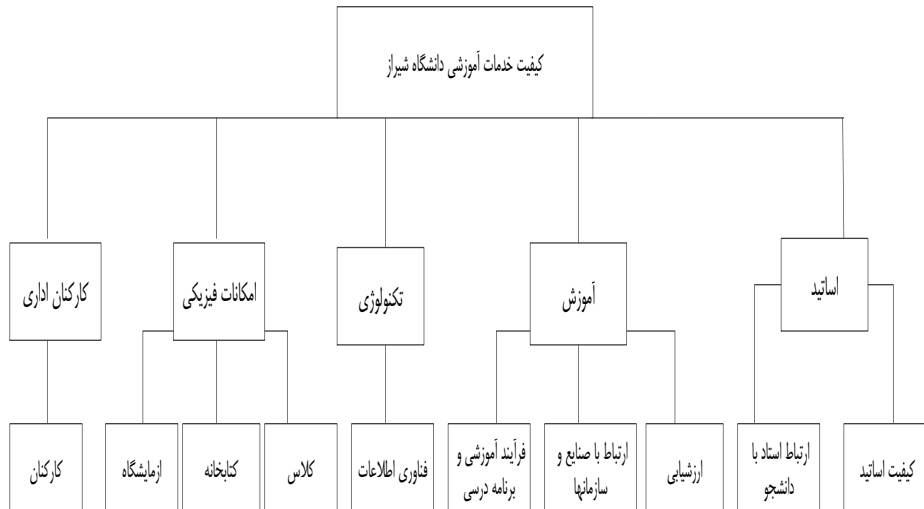 کیفیت خدمات آموزشی دانشگاه شیراز
اساتید
آموزش
تکنولوژی
امکانات فیزیکی
کارکنان اداری
کیفیت اساتید
ارتباط استاد با
دانشجو
ارزشیابی
ارتباط با صنایع و
سازمانها
فرآیند آموزشی و
برنامه درسی
فناوری اطلاعات
کلاس
کتابخانه
ازمایشگاه
کارکنان